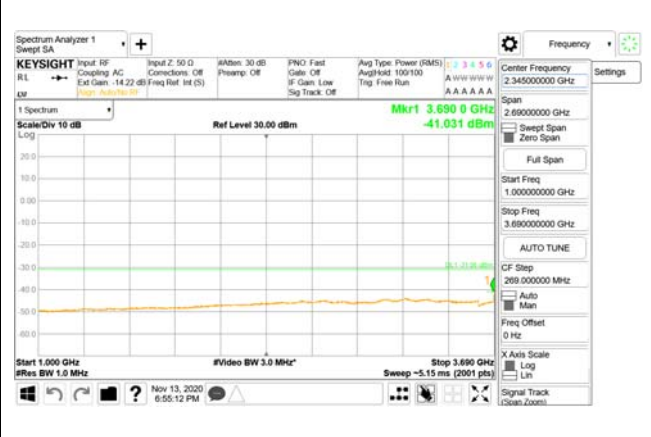 Spectrum Analyzer 1
Swept SA
Frequency
KEYSIGHT
RL
Input: RF
Coupling: AC
Ext Gain: -14.22 dB
Align: Auto/No RF
Input Z: 50 Ω
Corrections: Off
Freq Ref: Int (S)
#Atten: 30 dB
Preamp: Off
PNO: Fast
Gate: Off
IF Gain: Low
Sig Track: Off
Avg Type: Power (RMS)
Avg|Hold: 100/100
Trig: Free Run
1 2 3 4 5 6
A W W W W W
A A A A A A
Settings
1 Spectrum
Scale/Div 10 dB
Ref Level 30.00 dBm
Mkr1 3.690 0 GHz
-41.031 dBm
Log
20.0
10.0
0.00
-10.0
-20.0
-30.0
-40.0
-50.0
-60.0
1
Start 1.000 GHz
#Res BW 1.0 MHz
#Video BW 3.0 MHz*
Stop 3.690 GHz
Sweep ~5.15 ms (2001 pts)
Nov 13, 2020
6:55:12 PM
Center Frequency
2.345000000 GHz
Span
2.69000000 GHz
Swept Span
Zero Span
Full Span
Start Freq
1.000000000 GHz
Stop Freq
3.690000000 GHz
AUTO TUNE
CF Step
269.000000 MHz
Auto
Man
Freq Offset
0 Hz
X Axis Scale
Log
Lin
Signal Track
(Span Zoom)